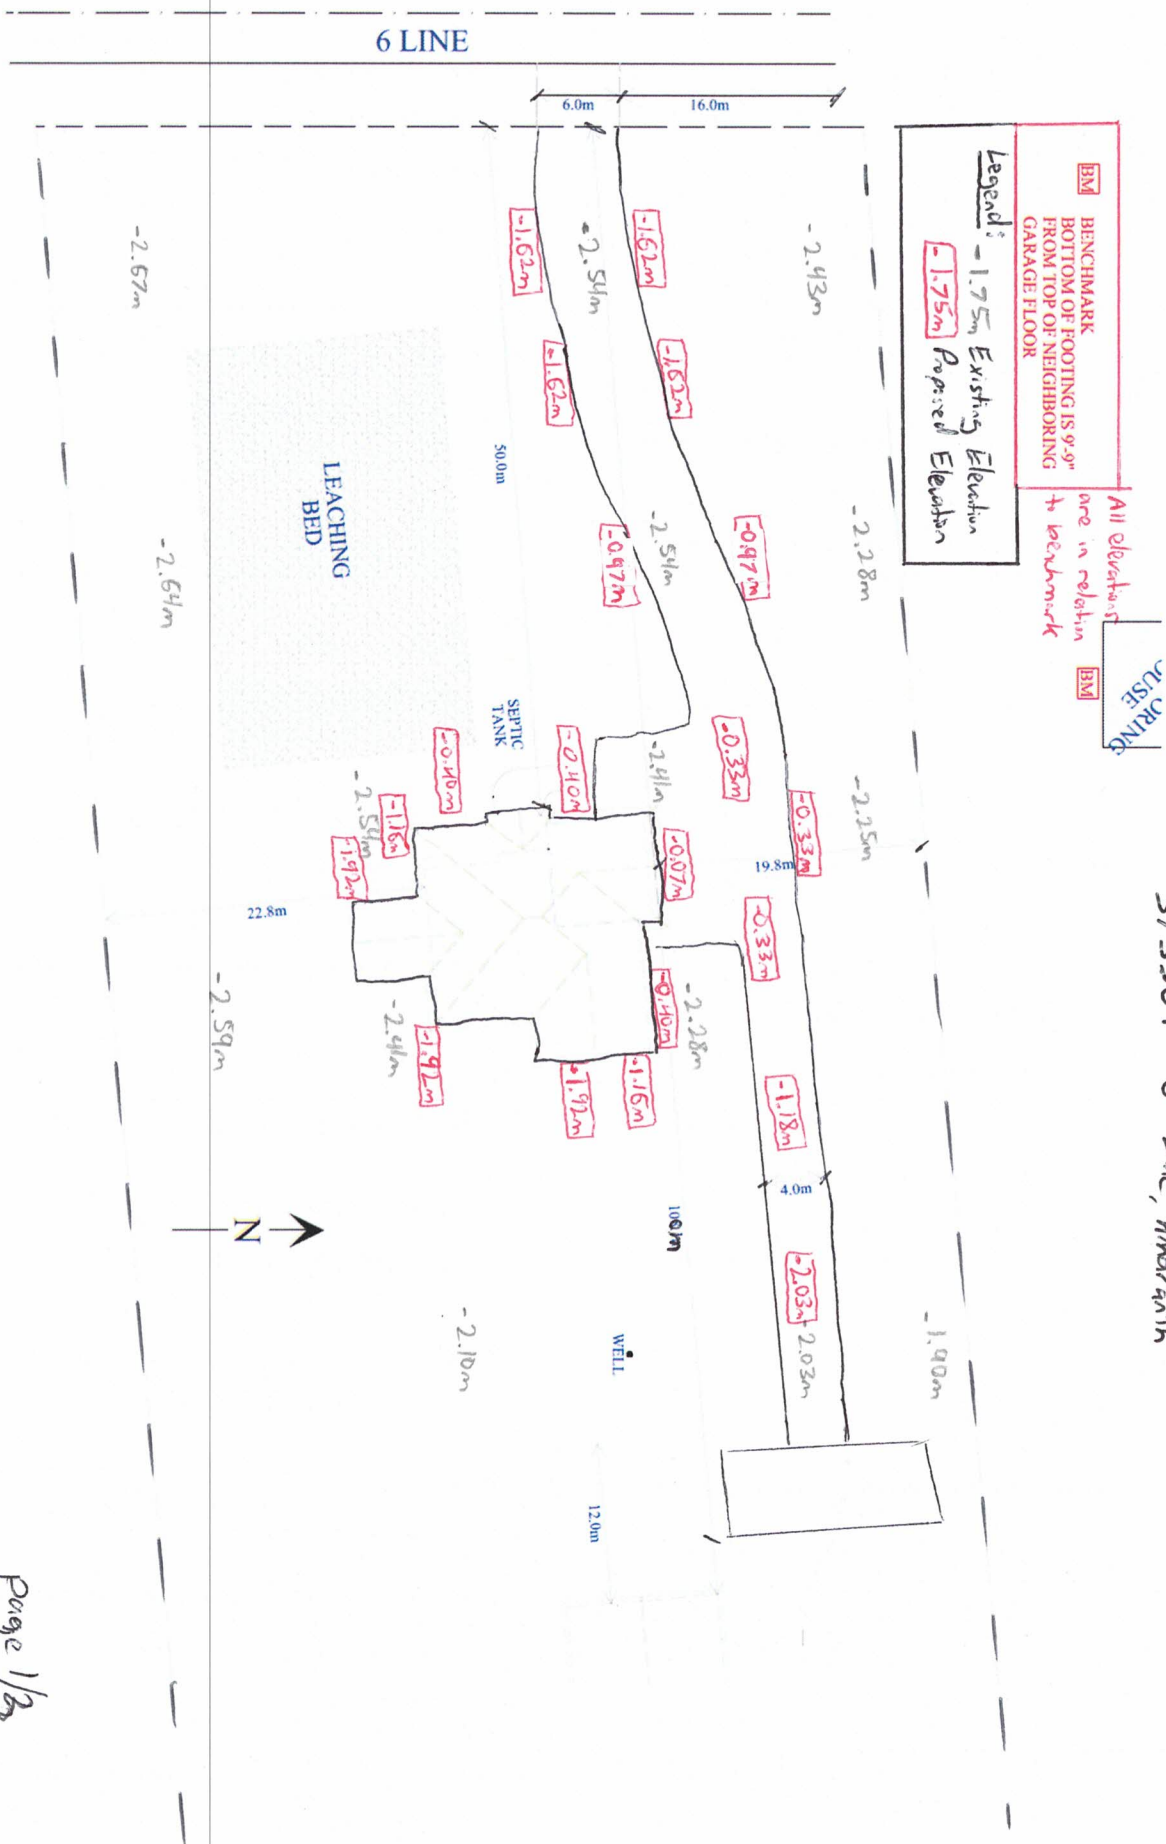 6 LINE
6.0m
16.0m
BM
BENCHMARK
BOTTOM OF FOOTING IS 9'-9"
FROM TOP OF NEIGHBORING
GARAGE FLOOR
All elevations
are in relation
to benchmark
BM
Legend:
-1.75m Existing Elevation
-1.75m Proposed Elevation
ORING
OUSE
-2.67m
-1.62m
-2.54m
-1.62m
-2.43m
-1.62m
-1.62m
50.0m
LEACHING
BED
-2.64m
-0.97m
-2.54m
-0.97m
-2.28m
SEPTIC
TANK
-0.40m
-0.40m
-2.41m
-0.33m
-0.33m
-2.25m
-2.54m
-1.16m
-1.92m
-0.07m
19.8m
22.8m
-0.33m
-2.59m
-2.41m
-1.92m
-0.40m
-2.28m
-1.92m
-1.16m
-1.18m
4.0m
100m
N
-2.10m
WELL
-2.03m
-2.03m
-1.90m
12.0m
Amaranth
Page 1/2